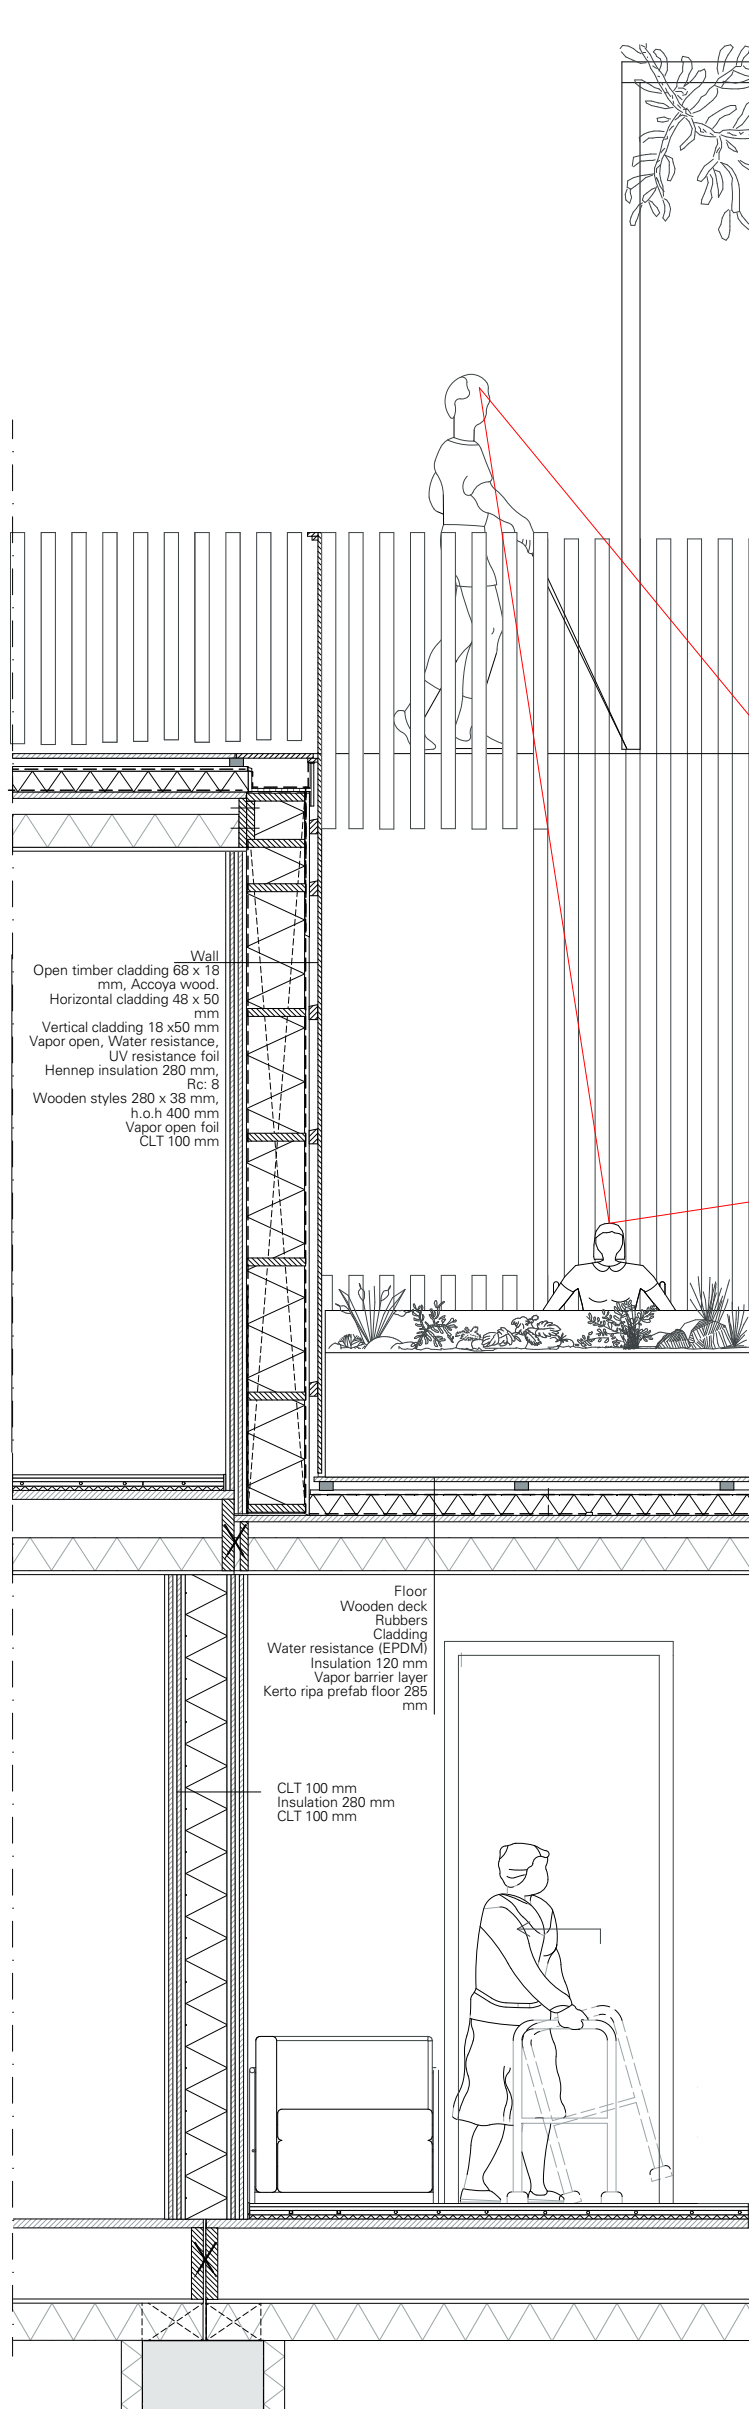 Wall
Open timber cladding 68 x 18
mm, Accoya wood.
Horizontal cladding 48 x 50
mm
Vertical cladding 18 x50 mm
Vapor open, Water resistance,
UV resistance foil
Hennep insulation 280 mm,
Rc: 8
Wooden styles 280 x 38 mm,
h.o.h 400 mm
Vapor open foil
CLT 100 mm
Floor
Wooden deck
Rubbers
Cladding
Water resistance (EPDM)
Insulation 120 mm
Vapor barrier layer
Kerto ripa prefab floor 285
mm
CLT 100 mm
Insulation 280 mm
CLT 100 mm